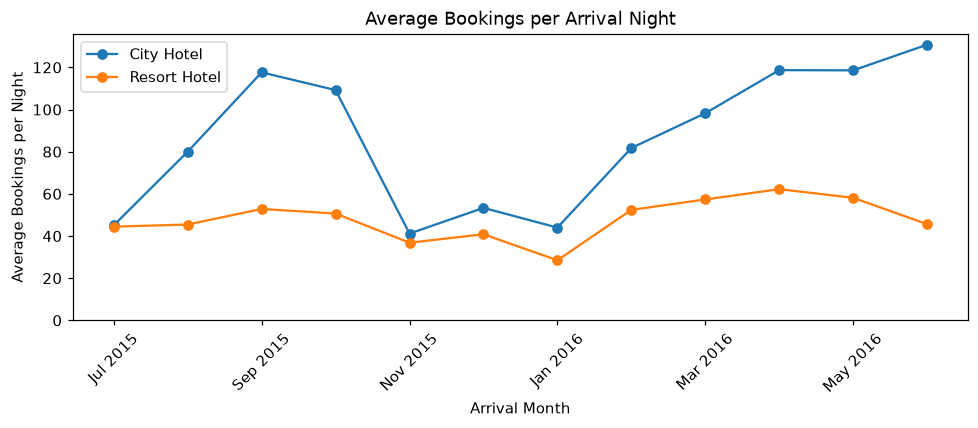 Average Bookings per Arrival Night
City Hotel
Resort Hotel
Average Bookings per Night
120
100
80
60
40
20
0
Jul 2015
Sep 2015
Nov 2015
Jan 2016
Mar 2016
May 2016
Arrival Month